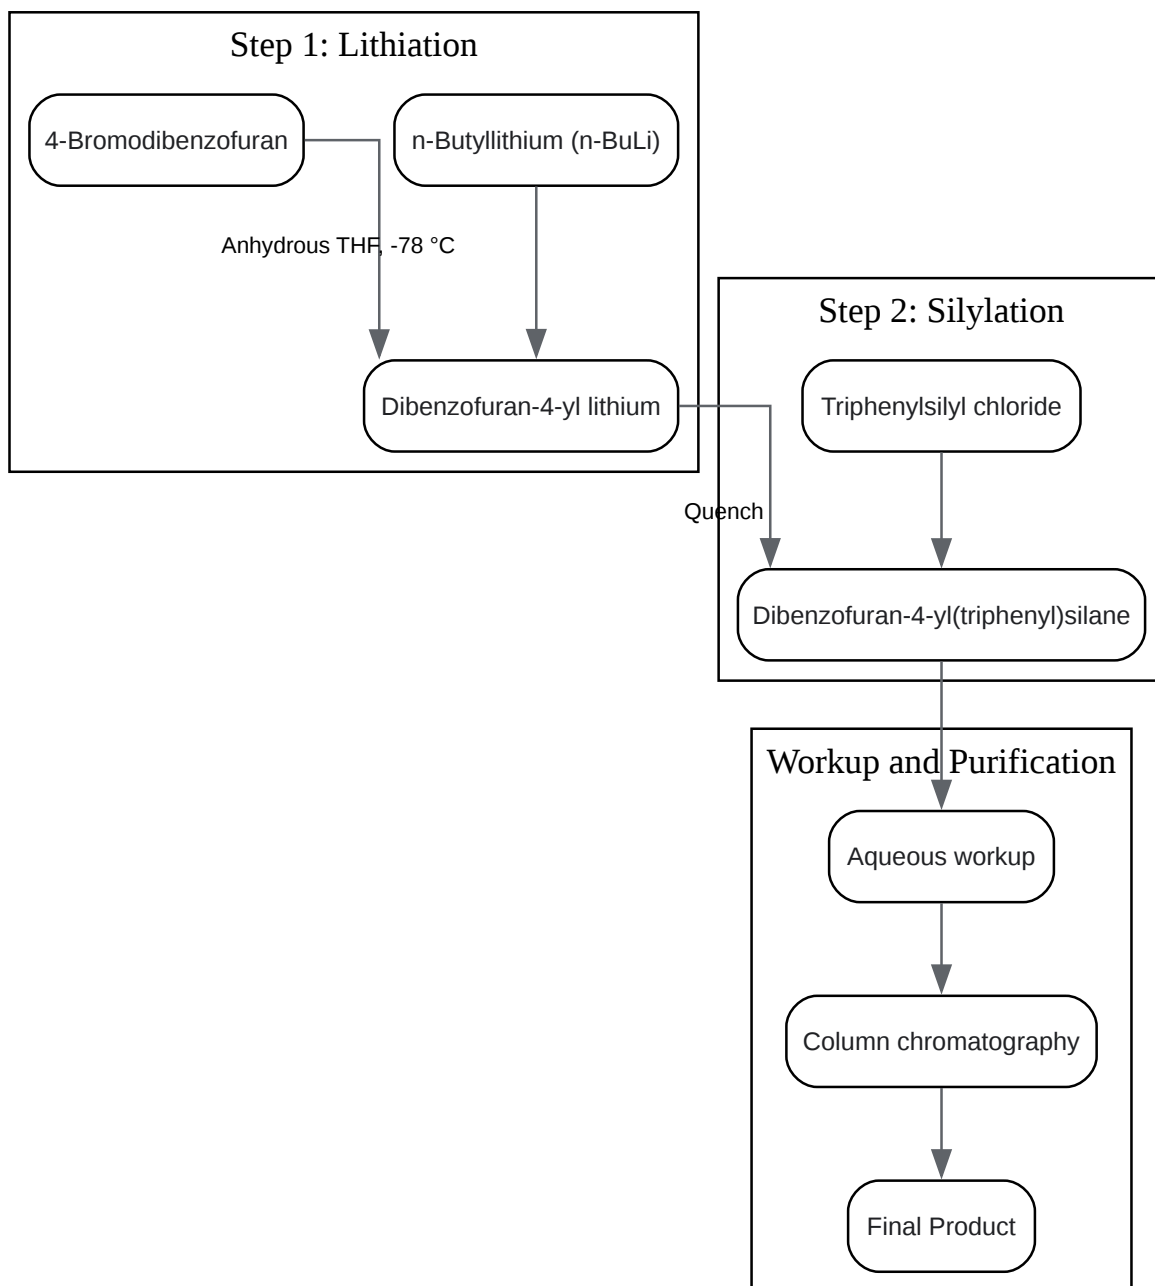 Step 1: Lithiation
4-Bromodibenzofuran
n-Butyllithium (n-BuLi)
Anhydrous THF, -78 °C
Dibenzofuran-4-yl lithium
Step 2: Silylation
Triphenylsilyl chloride
Quench
Dibenzofuran-4-yl(triphenyl)silane
Workup and Purification
Aqueous workup
Column chromatography
Final Product